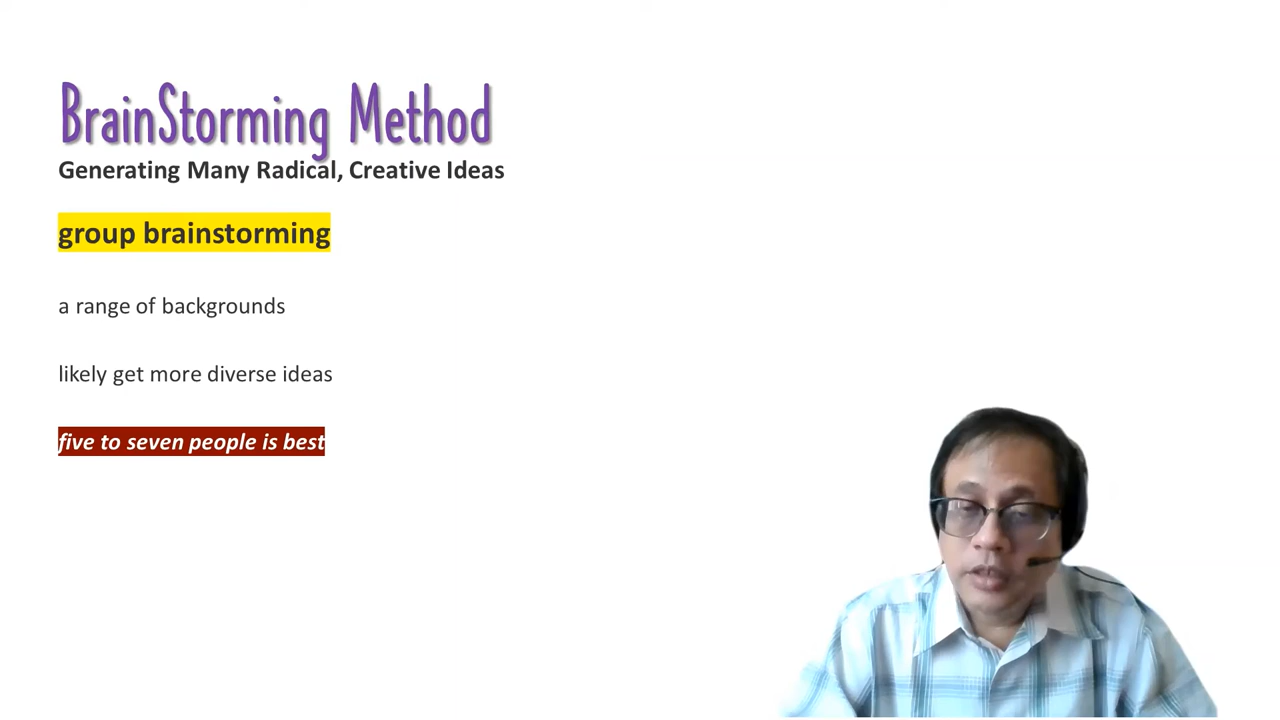 BrainStorming Method
Generating Many Radical, Creative Ideas
group brainstorming
a range of backgrounds
likely get more diverse ideas
five to seven people is best